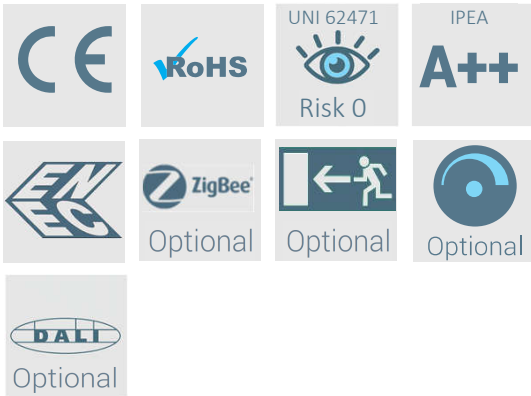 CE
RoHS
UNI 62471
Risk 0
IPEA
A++
ENEC
ZigBee®
Optional
Optional
Optional
DALI
Optional